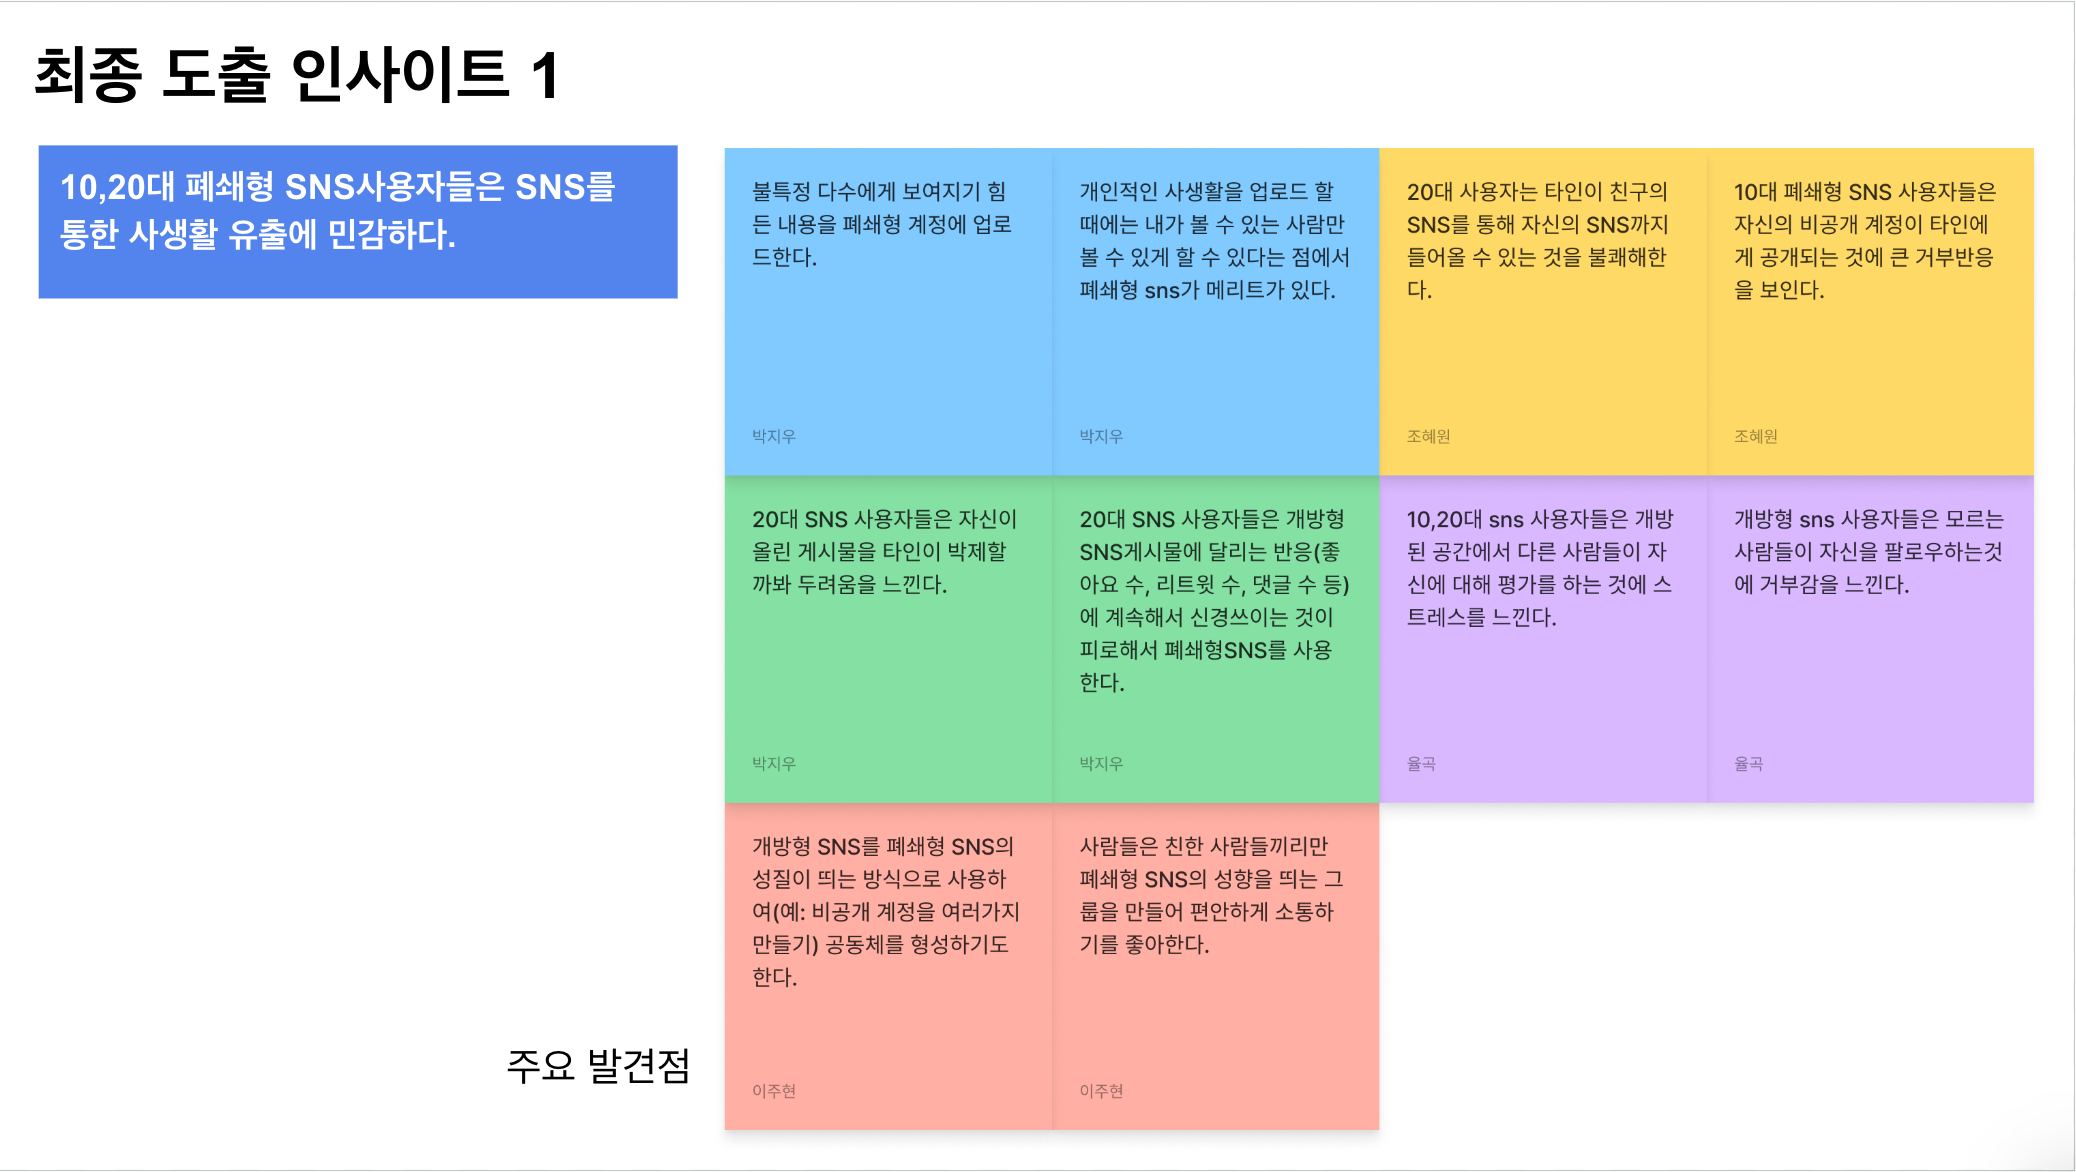 최종 도출 인사이트 1
10,20대 폐쇄형 SNS사용자들은 SNS를
통한 사생활 유출에 민감하다.
불특정 다수에게 보여지기 힘
든 내용을 폐쇄형 계정에 업로
드한다.
박지우
개인적인 사생활을 업로드 할
때에는 내가 볼 수 있는 사람만
볼 수 있게 할 수 있다는 점에서
폐쇄형 sns가 메리트가 있다.
박지우
20대 사용자는 타인이 친구의
SNS를 통해 자신의 SNS까지
들어올 수 있는 것을 불쾌해한
다.
조혜원
10대 폐쇄형 SNS 사용자들은
자신의 비공개 계정이 타인에
게 공개되는 것에 큰 거부반응
을 보인다.
조혜원
20대 SNS 사용자들은 자신이
올린 게시물을 타인이 박제할
까봐 두려움을 느낀다.
박지우
20대 SNS 사용자들은 개방형
SNS게시물에 달리는 반응(좋
아요 수, 리트윗 수, 댓글 수 등)
에 계속해서 신경쓰이는 것이
피로해서 폐쇄형SNS를 사용
한다.
박지우
10,20대 sns 사용자들은 개방
된 공간에서 다른 사람들이 자
신에 대해 평가를 하는 것에 스
트레스를 느낀다.
율곡
개방형 sns 사용자들은 모르는
사람들이 자신을 팔로우하는것
에 거부감을 느낀다.
율곡
개방형 SNS를 폐쇄형 SNS의
성질이 띄는 방식으로 사용하
여(예: 비공개 계정을 여러가지
만들기) 공동체를 형성하기도
한다.
이주현
사람들은 친한 사람들끼리만
폐쇄형 SNS의 성향을 띄는 그
룹을 만들어 편안하게 소통하
기를 좋아한다.
이주현
주요 발견점